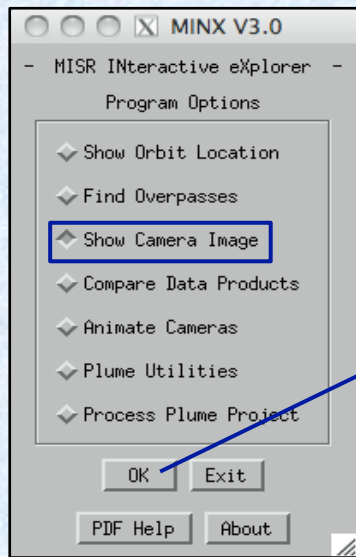 MINX V3.0
- MISR INteractive eXplorer -
Program Options
Show Orbit Location
Find Overpasses
Show Camera Image
Compare Data Products
Animate Cameras
Plume Utilities
Process Plume Project
OK Exit
PDF Help About